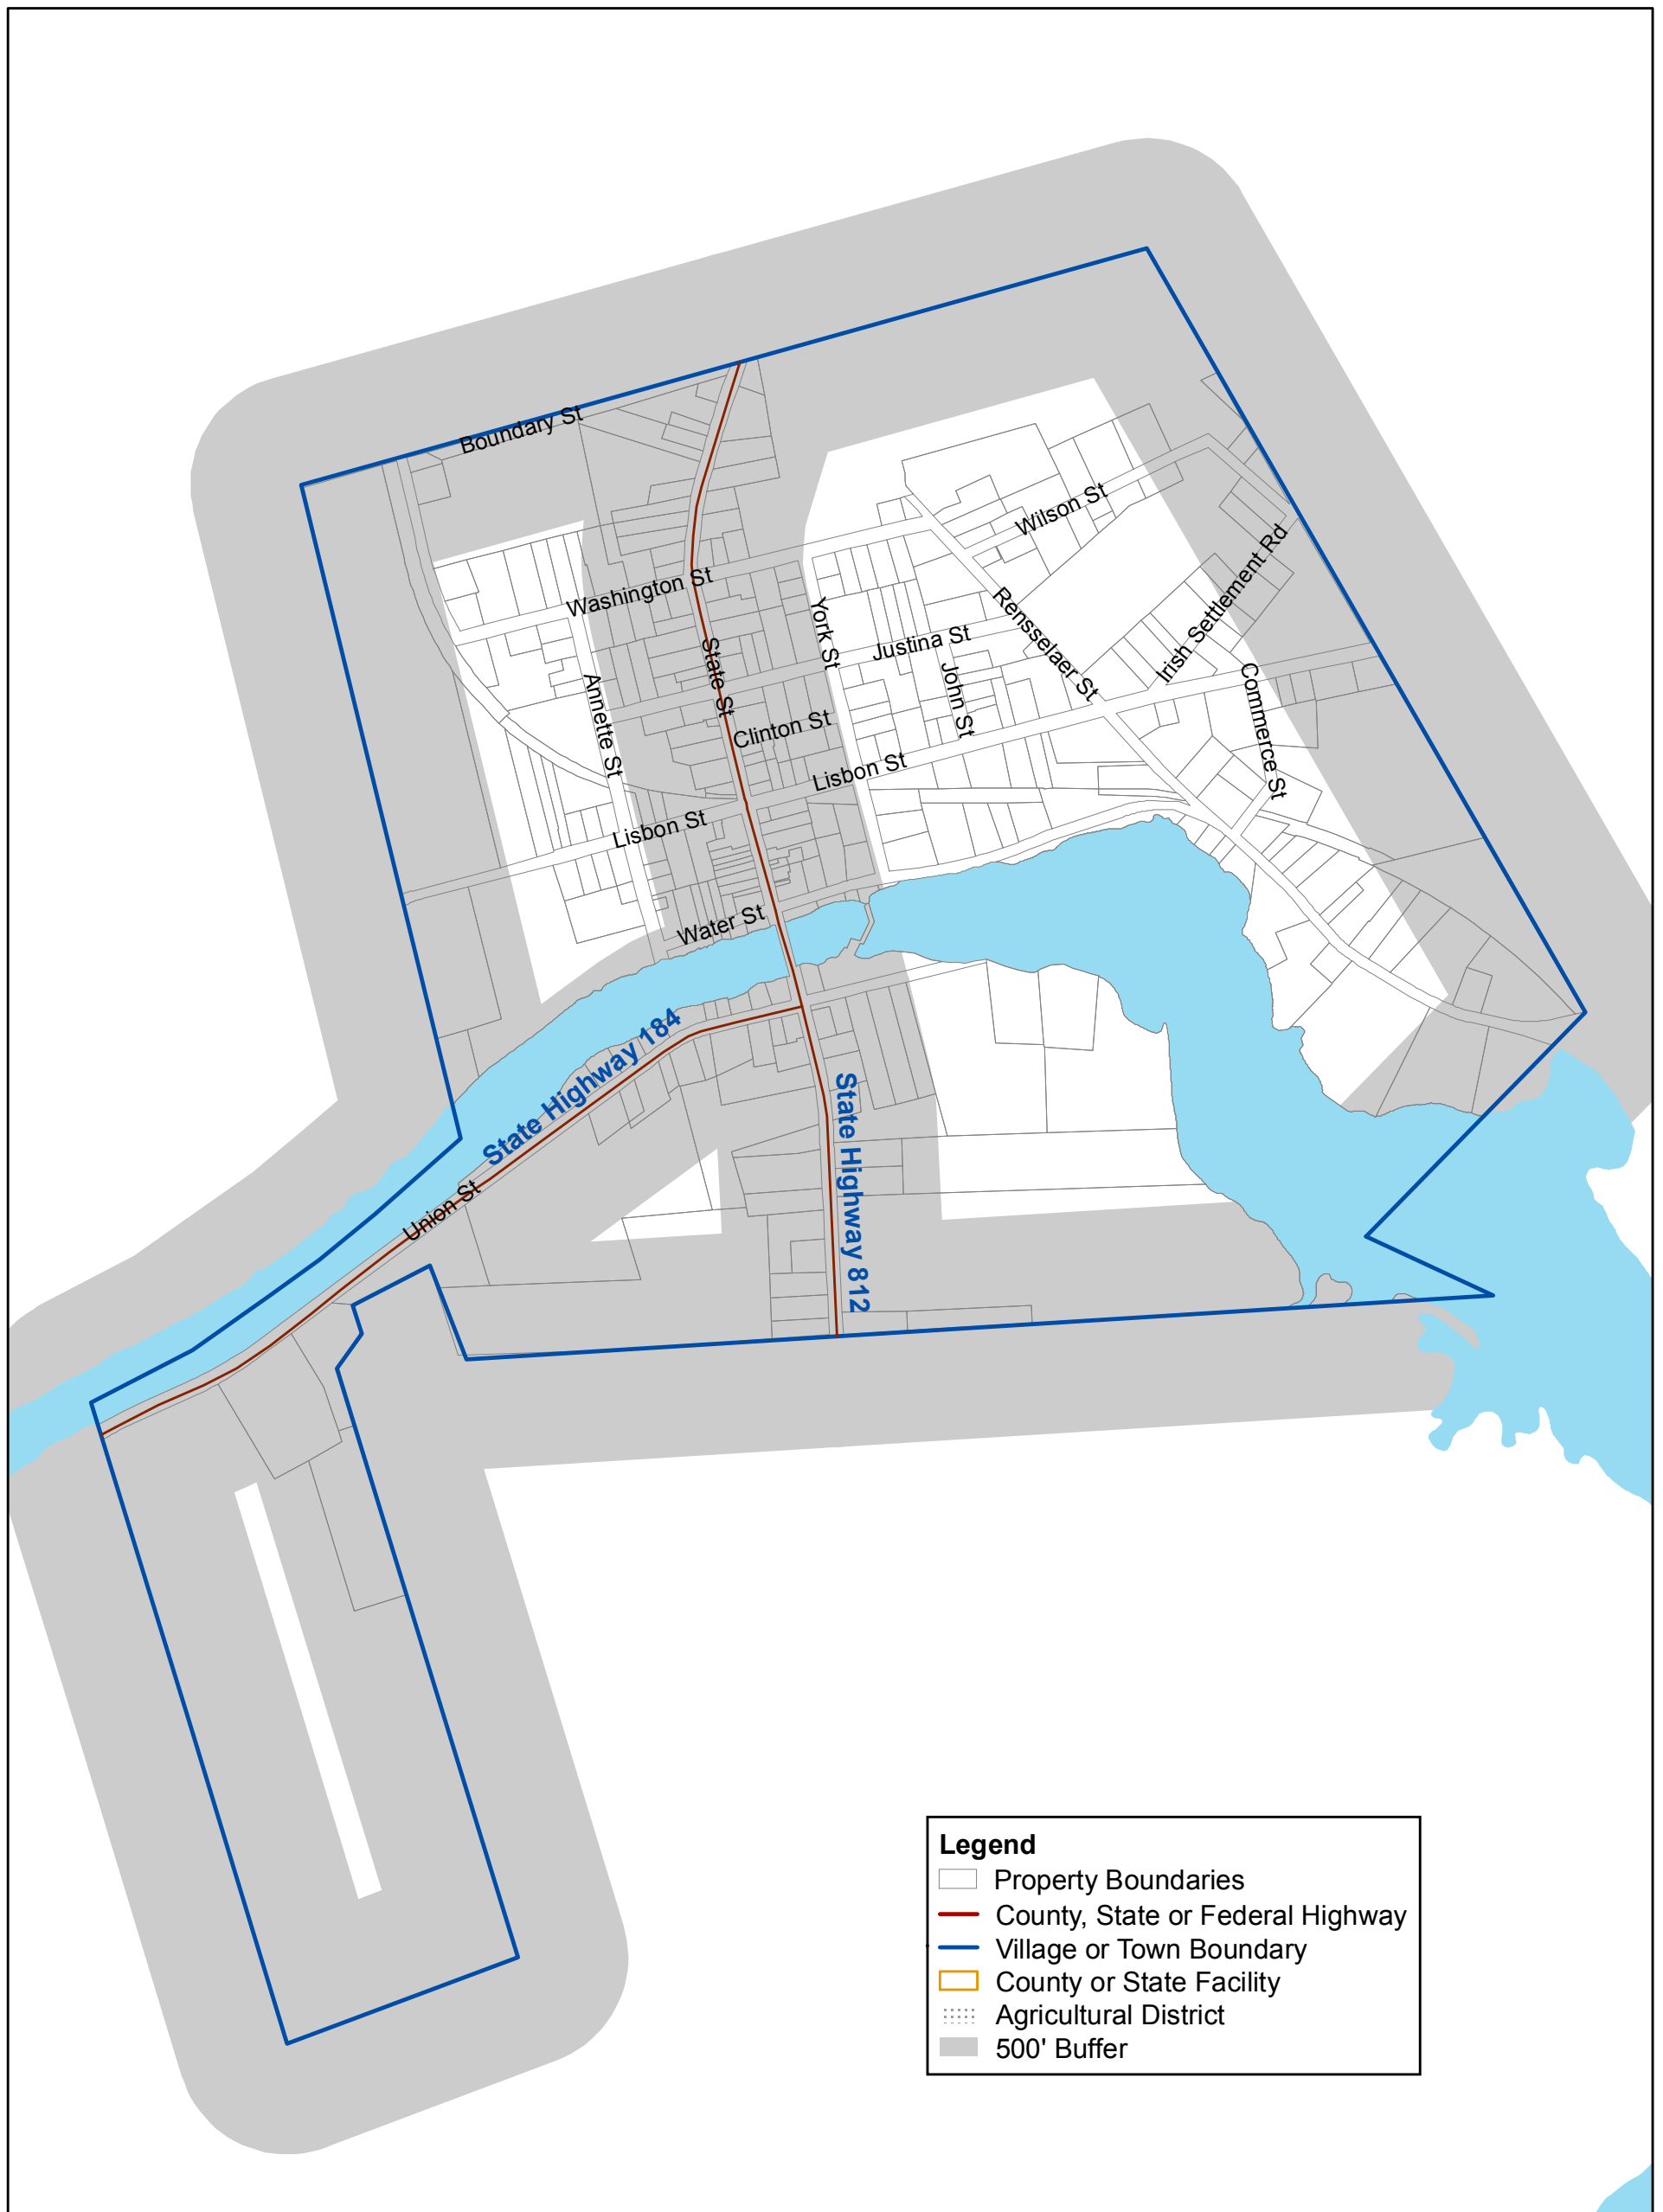 Boundary St
Wilson St
Washington St
Irish Settlement Rd
York St
Rensselaer St
Justina St
State St
John St
Commerce St
Annette St
Clinton St
Lisbon St
Lisbon St
Water St
State Highway 184
State Highway 812
Union St
Legend
Property Boundaries
County, State or Federal Highway
Village or Town Boundary
County or State Facility
Agricultural District
500' Buffer